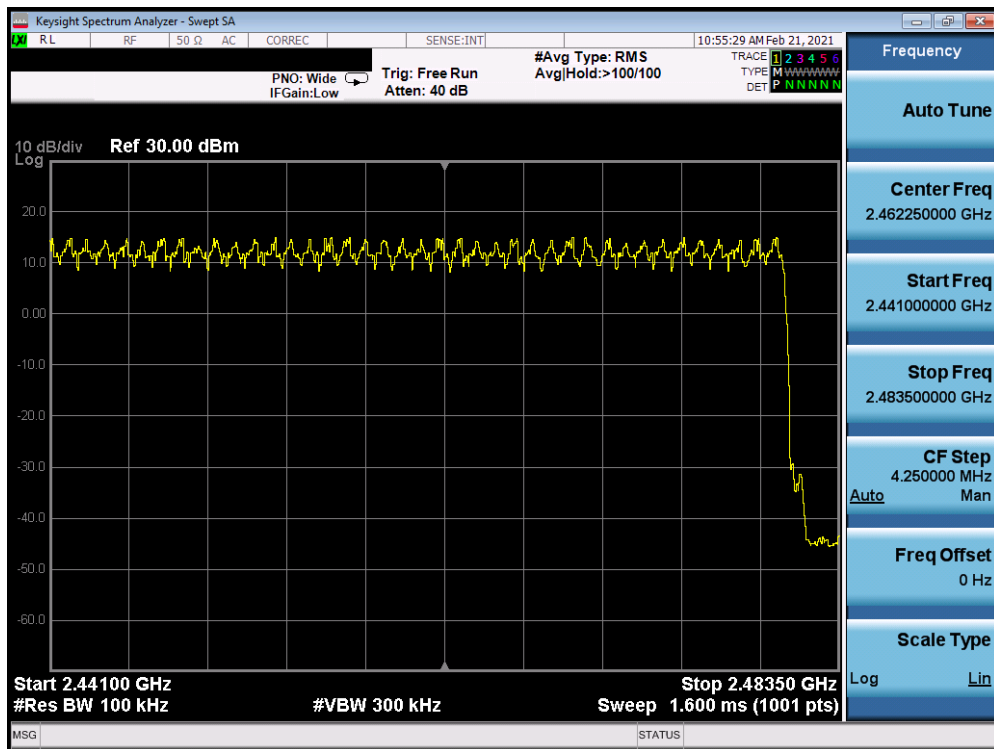 Keysight Spectrum Analyzer - Swept SA
LXI RL RF 50 Ω AC CORREC SENSE:INT 10:55:29 AM Feb 21, 2021
PNO: Wide
IFGain:Low
Trig: Free Run
Atten: 40 dB
#Avg Type: RMS
Avg|Hold:>100/100
TRACE 1 2 3 4 5 6
TYPE M WWWWW
DET P N N N N N
10 dB/div
Log
Ref 30.00 dBm
20.0
10.0
0.00
-10.0
-20.0
-30.0
-40.0
-50.0
-60.0
Start 2.44100 GHz
#Res BW 100 kHz
#VBW 300 kHz
Stop 2.48350 GHz
Sweep 1.600 ms (1001 pts)
MSG
STATUS
Frequency
Auto Tune
Center Freq
2.462250000 GHz
Start Freq
2.441000000 GHz
Stop Freq
2.483500000 GHz
CF Step
4.250000 MHz
Auto Man
Freq Offset
0 Hz
Scale Type
Log Lin